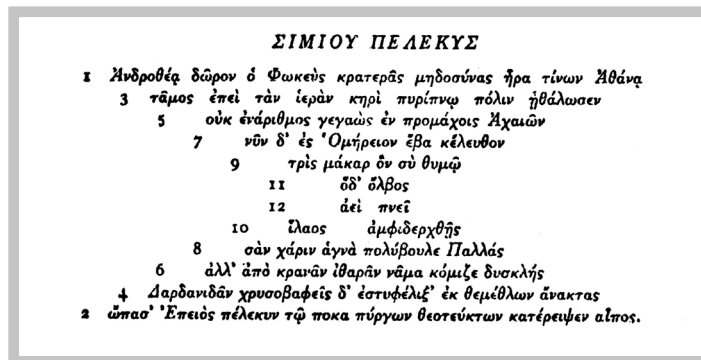 ΣΙΜΙΟΥ ΠΕΛΕΚΥΣ
1 Ἀνδροθέᾳ δῶρον ὁ Φωκεὺς κρατερᾶς μηδοσύνας ἦρα τίνων Ἀθάνᾳ
3 τᾶμος ἐπεὶ τὰν ἱερὰν κηρὶ πυρίπνῳ πόλιν ᾐθάλωσεν
5 οὐκ ἐνάριθμος γεγαὼς ἐν προμάχοις Ἀχαιῶν
7 νῦν δ' ἐς Ὁμήρειον ἔβα κέλευθον
9 τρὶς μάκαρ ὃν σὺ θυμῷ
11 ὅδ' ὄλβος
12 ἀεὶ πνεῖ
10 ἵλαος ἀμφιδερχθῇς
8 σὰν χάριν ἁγνὰ πολύβουλε Παλλάς
6 ἀλλ' ἀπὸ κρανᾶν ἰθαρᾶν νᾶμα κόμιζε δυσκλής
4 Δαρδανιδᾶν χρυσοβαφεῖς δ' ἐστυφέλιξ' ἐκ θεμέθλων ἄνακτας
2 ὤπασ' Ἐπειὸς πέλεκυν τῷ ποκα πύργων θεοτεύκτων κατέρειψεν αἶπος.